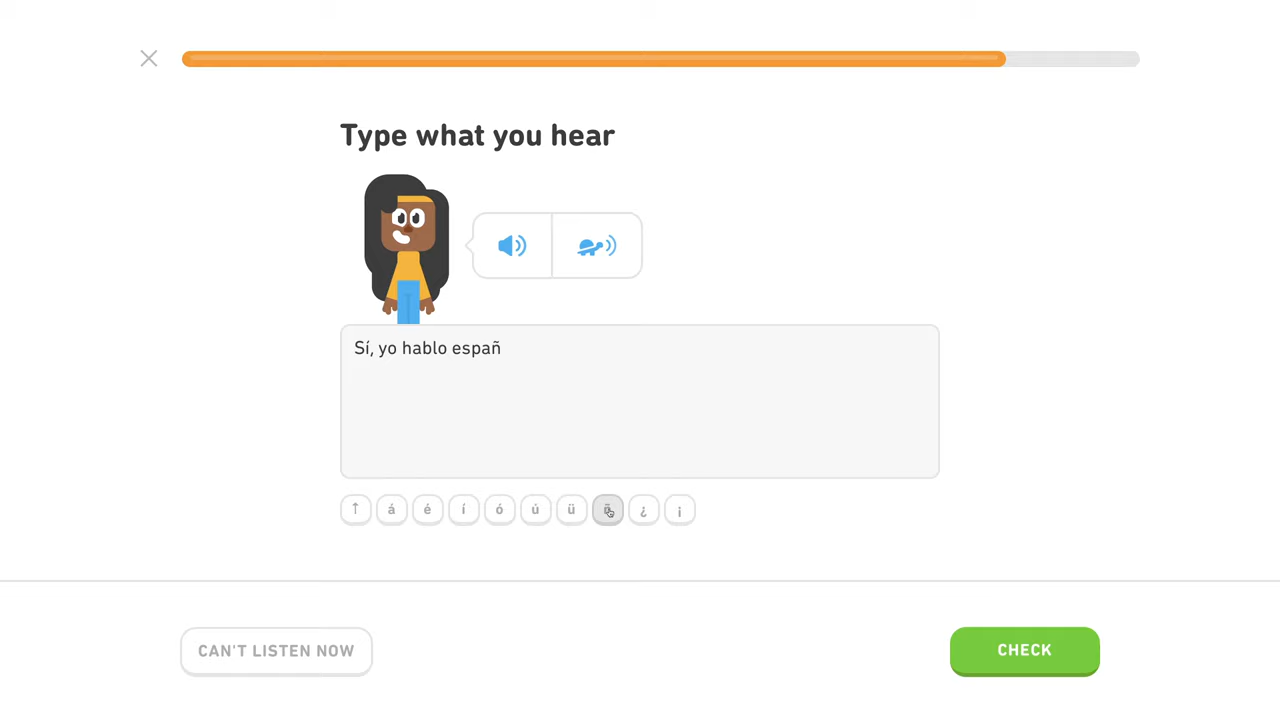 Type what you hear
Sí, yo hablo españ
↑ á é í ó ú ü ñ ¿ ¡
CAN'T LISTEN NOW
CHECK